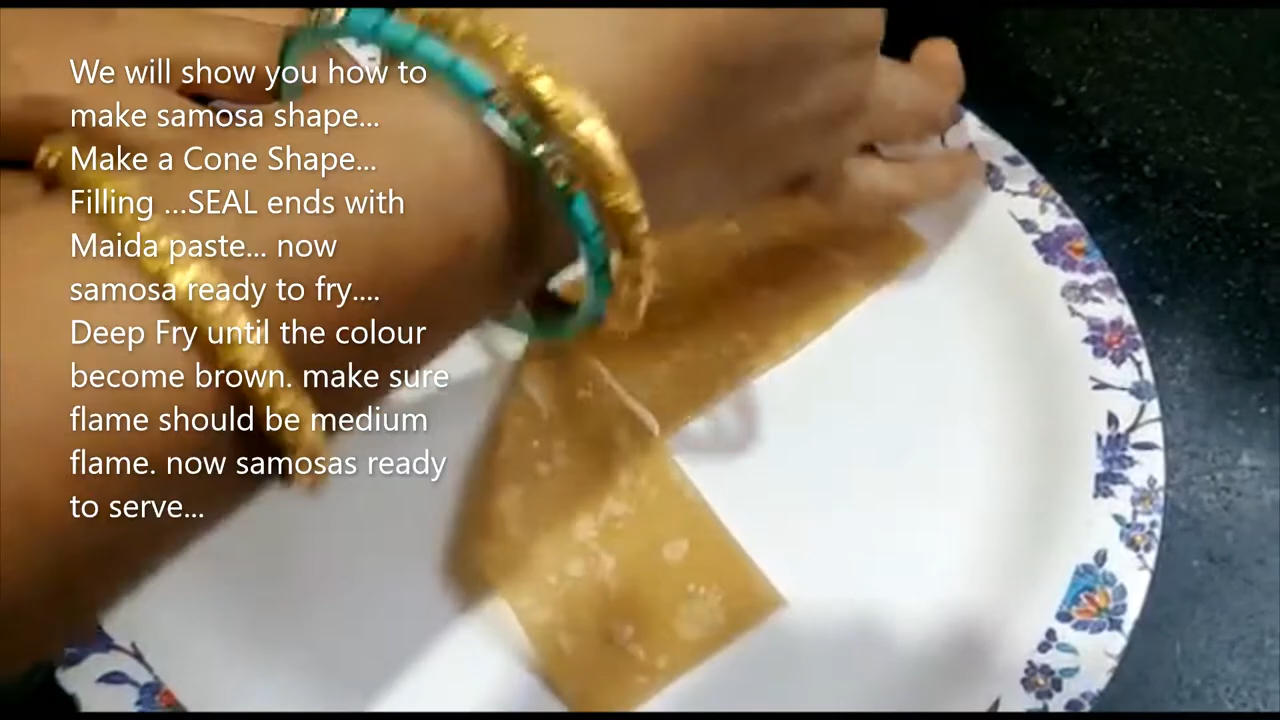 We will show you how to
make samosa shape...
Make a Cone Shape...
Filling ...SEAL ends with
Maida paste... now
samosa ready to fry....
Deep Fry until the colour
become brown. make sure
flame should be medium
flame. now samosas ready
to serve...